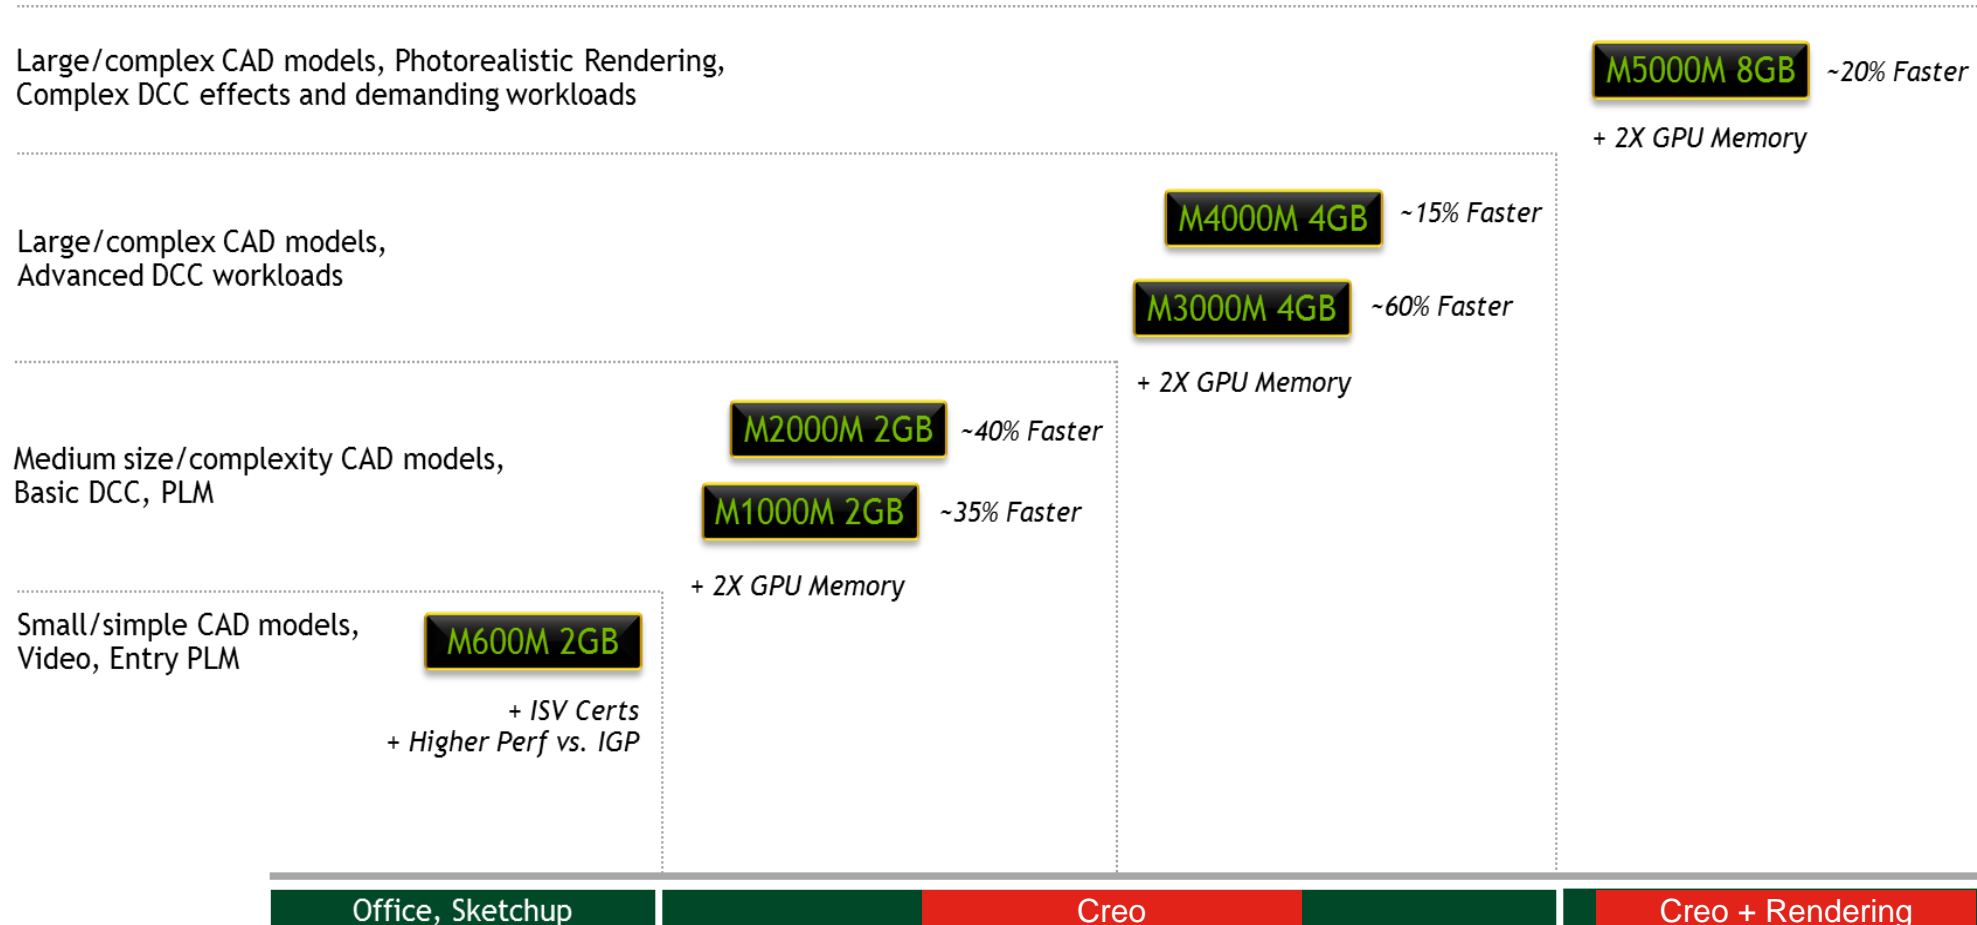 Large/complex CAD models, Photorealistic Rendering,
Complex DCC effects and demanding workloads
M5000M 8GB
~20% Faster
+ 2X GPU Memory
Large/complex CAD models,
Advanced DCC workloads
M4000M 4GB
~15% Faster
M3000M 4GB
~60% Faster
+ 2X GPU Memory
Medium size/complexity CAD models,
Basic DCC, PLM
M2000M 2GB
~40% Faster
M1000M 2GB
~35% Faster
+ 2X GPU Memory
Small/simple CAD models,
Video, Entry PLM
M600M 2GB
+ ISV Certs
+ Higher Perf vs. IGP
Office, Sketchup
Creo
Creo + Rendering